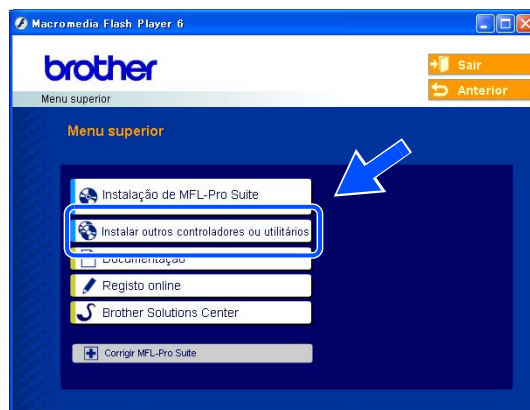 Macromedia Flash Player 6
brother
Sair
Anterior
Menu superior
Menu superior
Instalação de MFL-Pro Suite
Instalar outros controladores ou utilitários
Documentação
Registo online
Brother Solutions Center
Corrigir MFL-Pro Suite